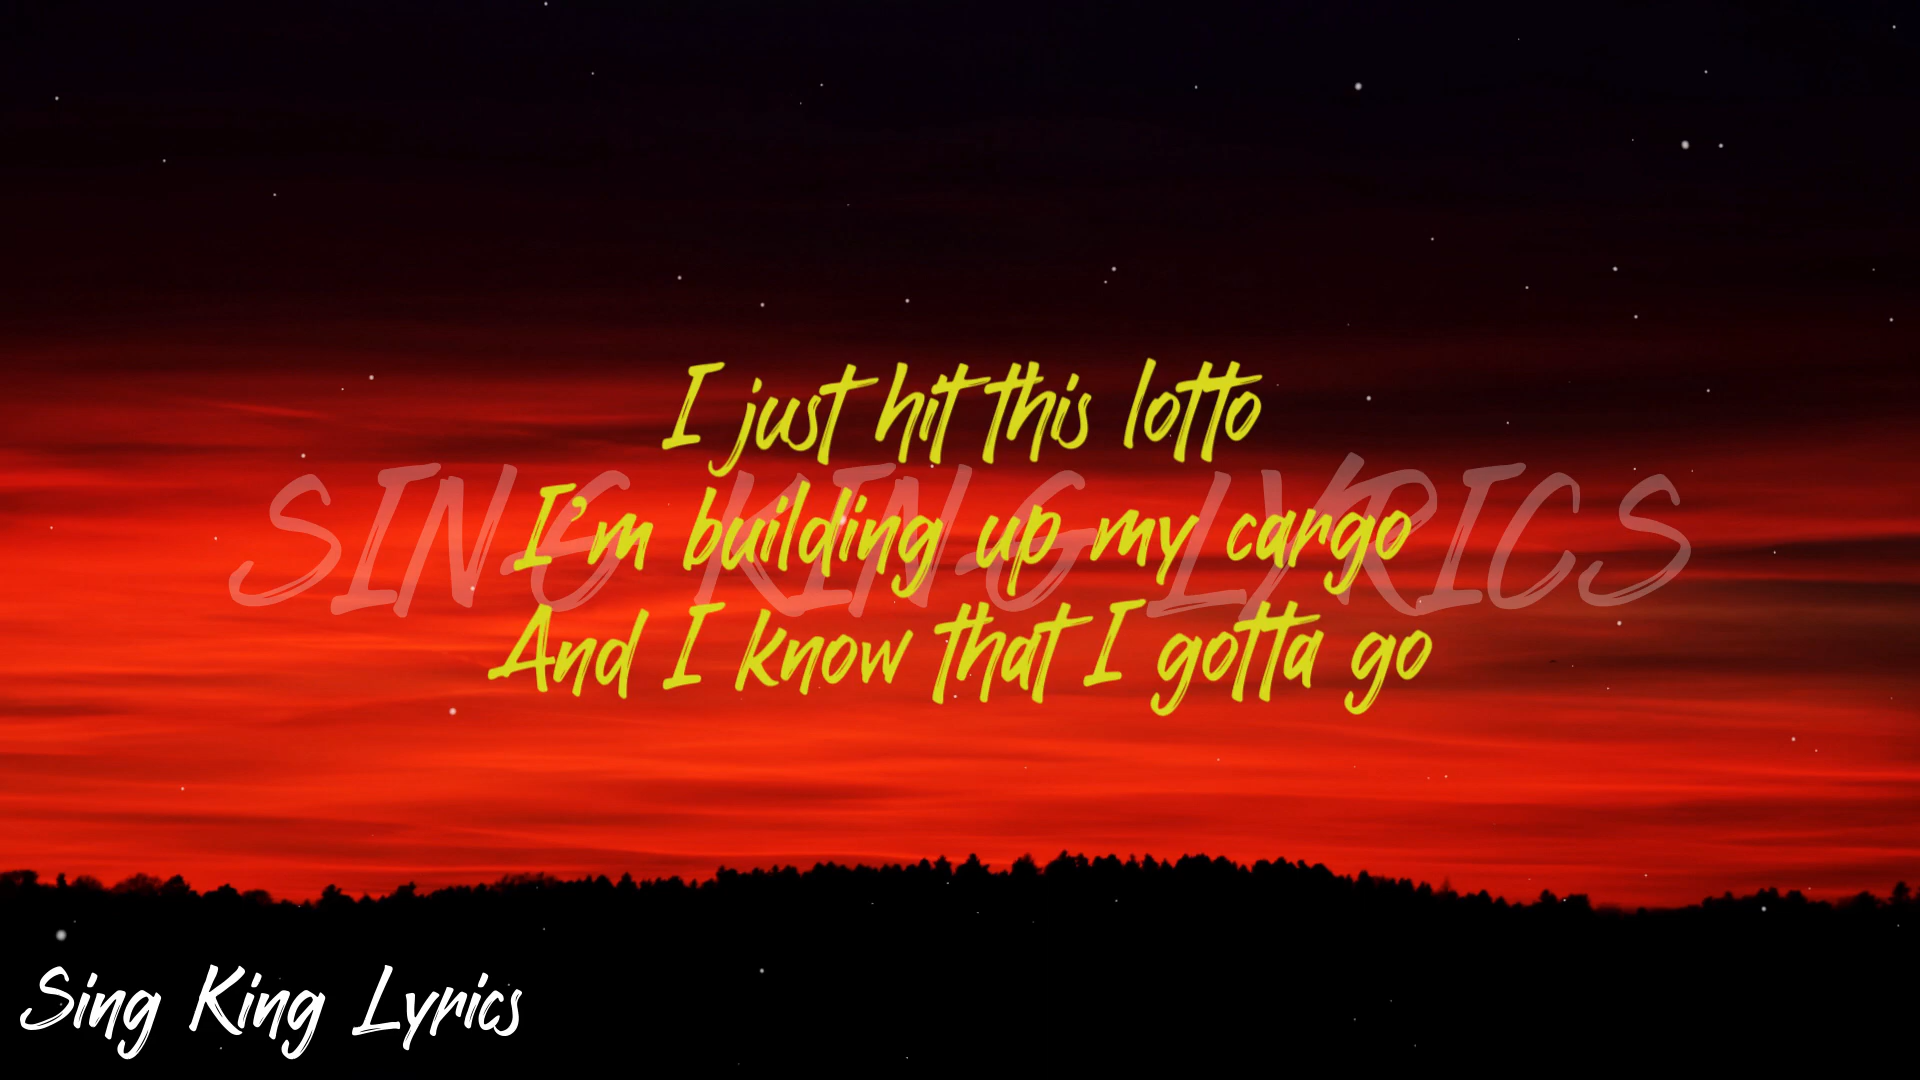 I just hit this lotto
SING KING LYRICS
I'm building up my cargo
And I know that I gotta go
Sing King Lyrics